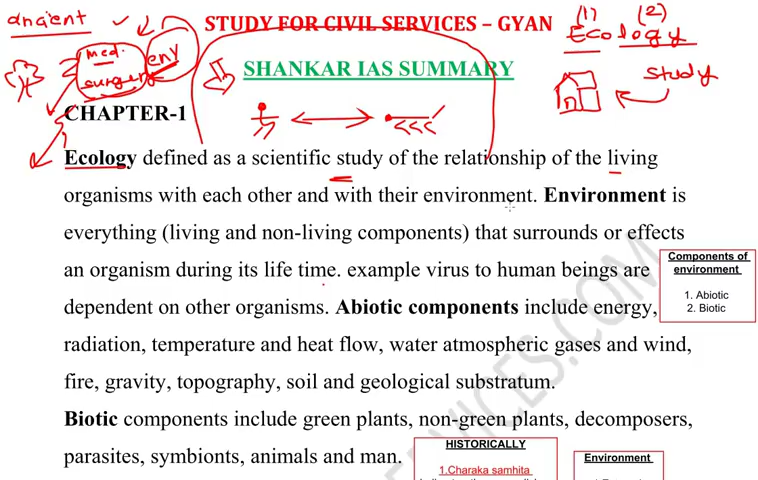 ancient
STUDY FOR CIVIL SERVICES – GYAN
(1) (2)
Ecology
med.
surgery
env
SHANKAR IAS SUMMARY
study
CHAPTER-1
Ecology defined as a scientific study of the relationship of the living
organisms with each other and with their environment. Environment is
everything (living and non-living components) that surrounds or effects
an organism during its life time. example virus to human beings are
dependent on other organisms. Abiotic components include energy,
radiation, temperature and heat flow, water atmospheric gases and wind,
fire, gravity, topography, soil and geological substratum.
Biotic components include green plants, non-green plants, decomposers,
parasites, symbionts, animals and man.
Components of
environment
1. Abiotic
2. Biotic
HISTORICALLY
1.Charaka samhita
Environment